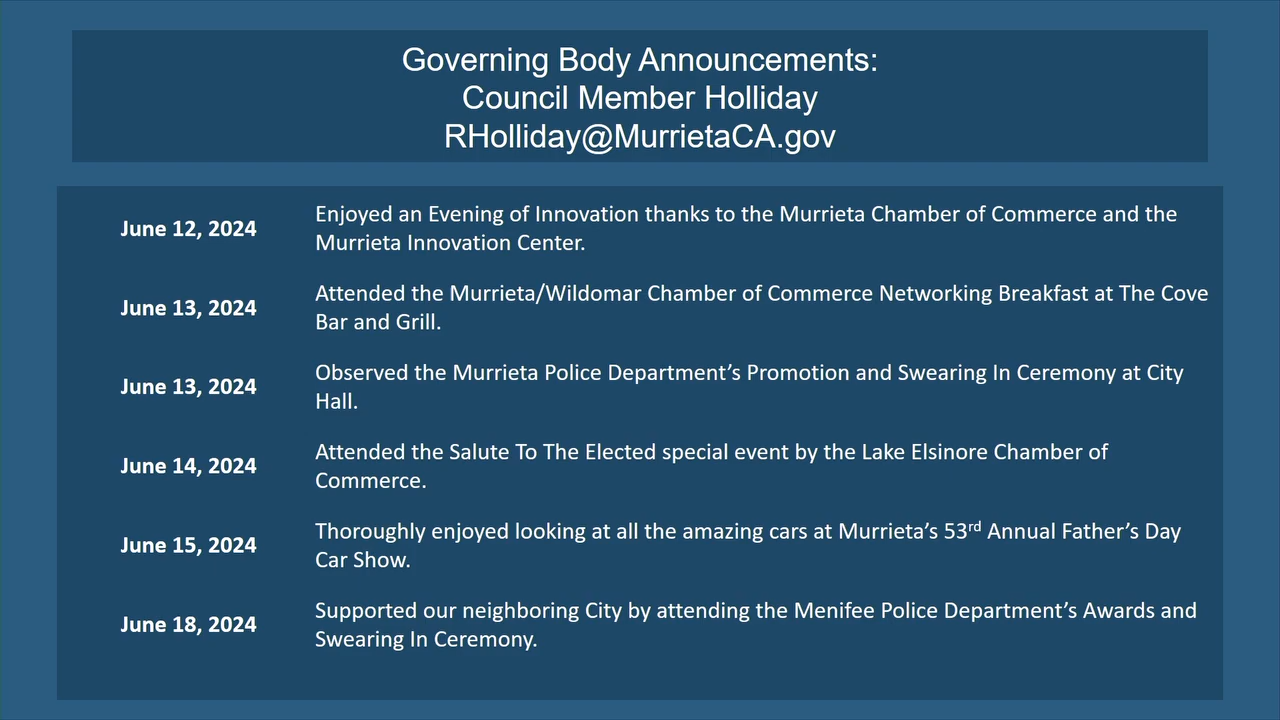 Governing Body Announcements:
Council Member Holliday
RHolliday@MurrietaCA.gov
June 12, 2024
Enjoyed an Evening of Innovation thanks to the Murrieta Chamber of Commerce and the
Murrieta Innovation Center.
June 13, 2024
Attended the Murrieta/Wildomar Chamber of Commerce Networking Breakfast at The Cove
Bar and Grill.
June 13, 2024
Observed the Murrieta Police Department’s Promotion and Swearing In Ceremony at City
Hall.
June 14, 2024
Attended the Salute To The Elected special event by the Lake Elsinore Chamber of
Commerce.
June 15, 2024
Thoroughly enjoyed looking at all the amazing cars at Murrieta’s 53rd Annual Father’s Day
Car Show.
June 18, 2024
Supported our neighboring City by attending the Menifee Police Department’s Awards and
Swearing In Ceremony.